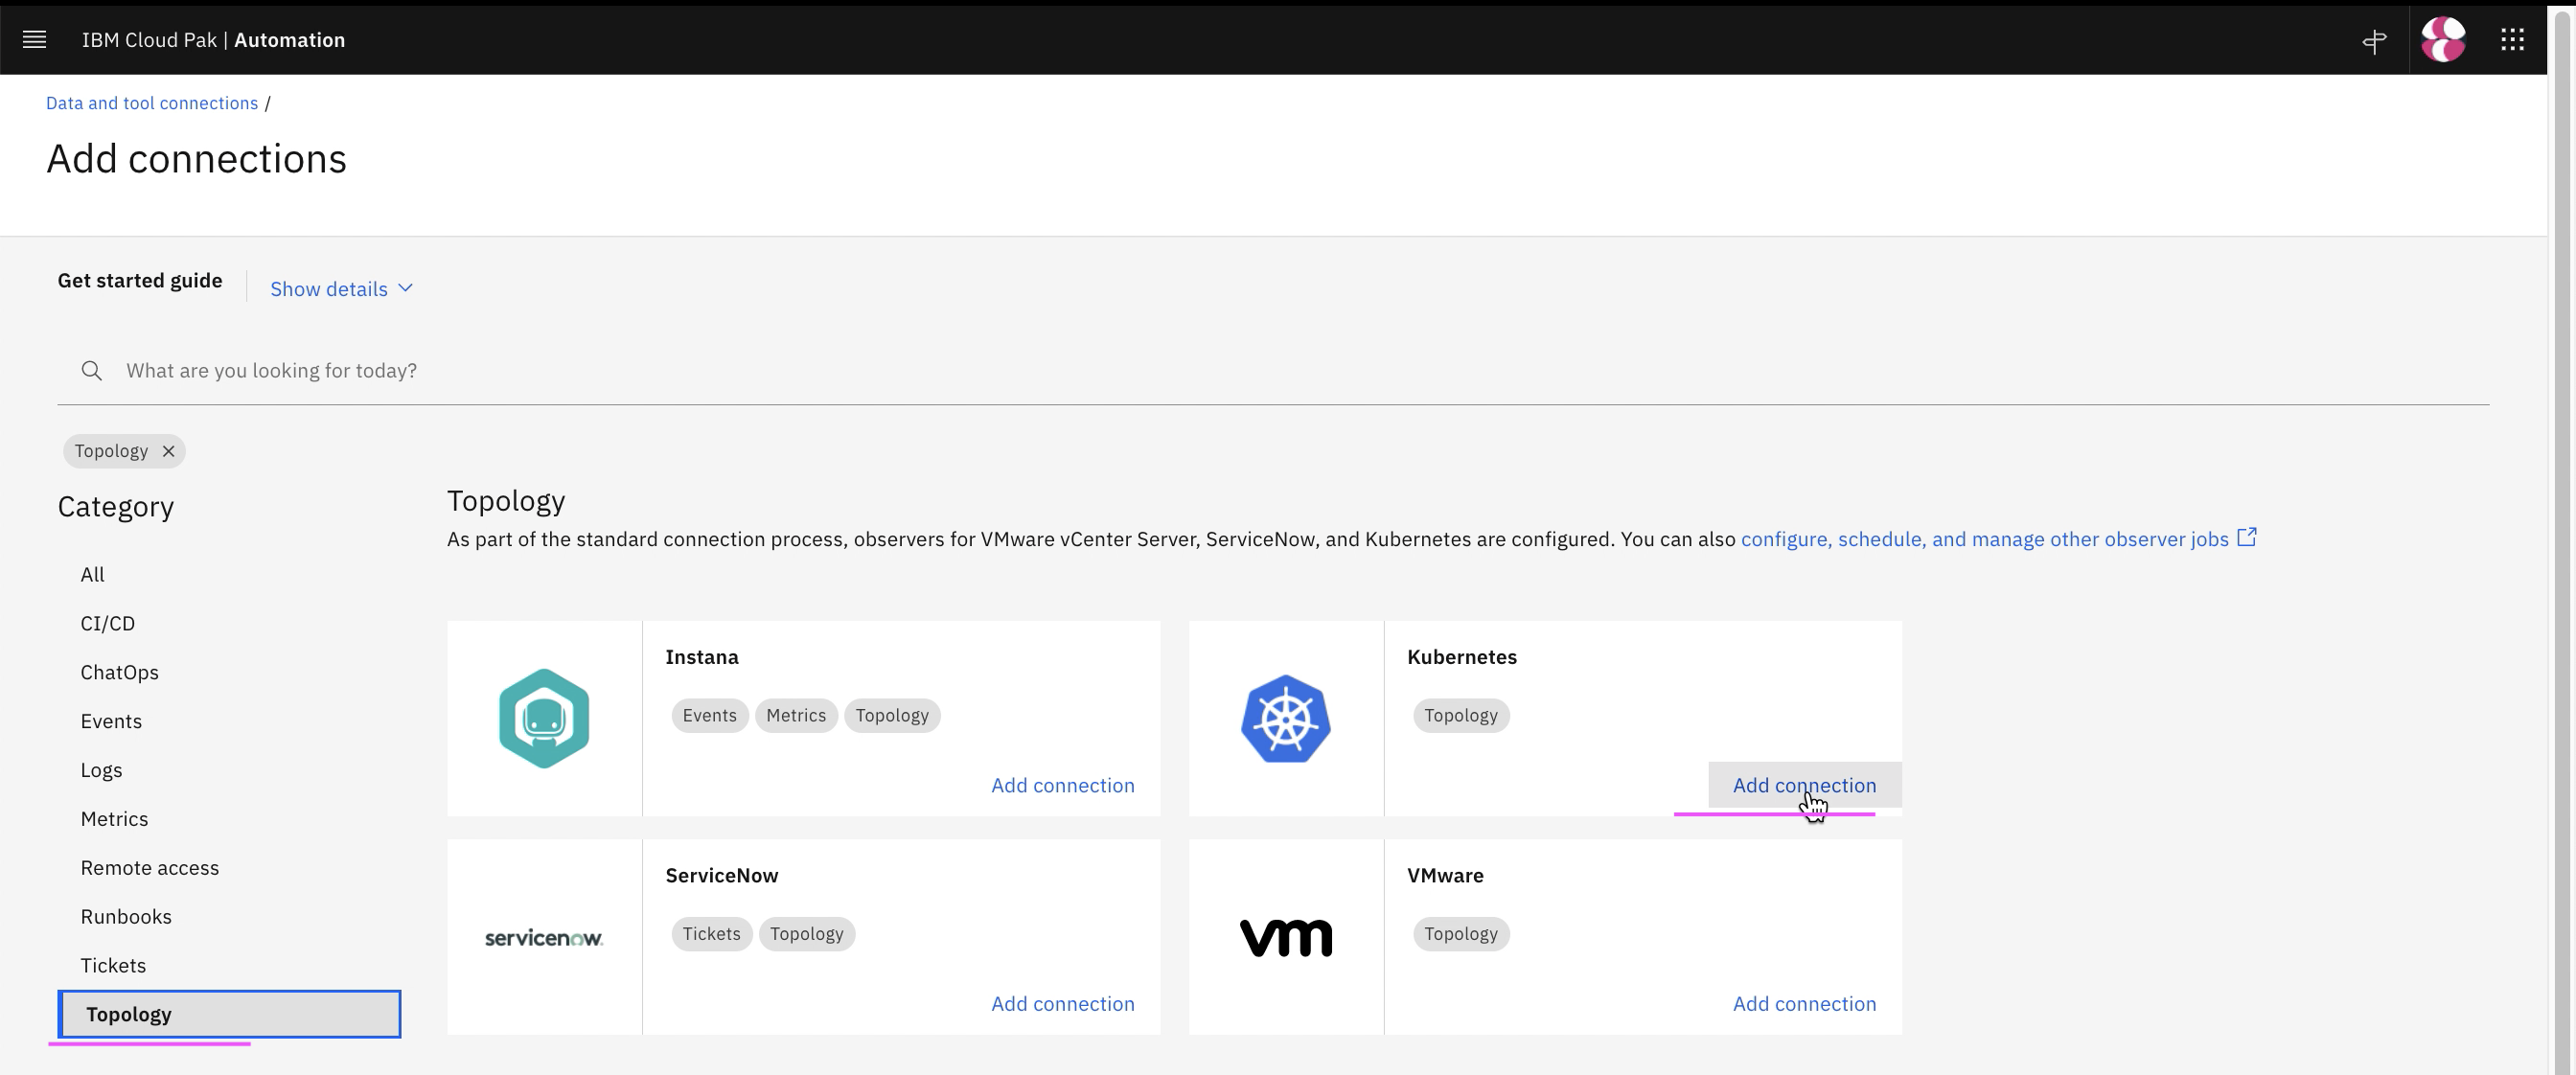 IBM Cloud Pak | Automation
Data and tool connections /
Add connections
Get started guide
Show details
What are you looking for today?
Topology
Category
All
CI/CD
ChatOps
Events
Logs
Metrics
Remote access
Runbooks
Tickets
Topology
Topology
As part of the standard connection process, observers for VMware vCenter Server, ServiceNow, and Kubernetes are configured. You can also configure, schedule, and manage other observer jobs
Instana
Events Metrics Topology
Add connection
Kubernetes
Topology
Add connection
servicenow.
ServiceNow
Tickets Topology
Add connection
vm
VMware
Topology
Add connection